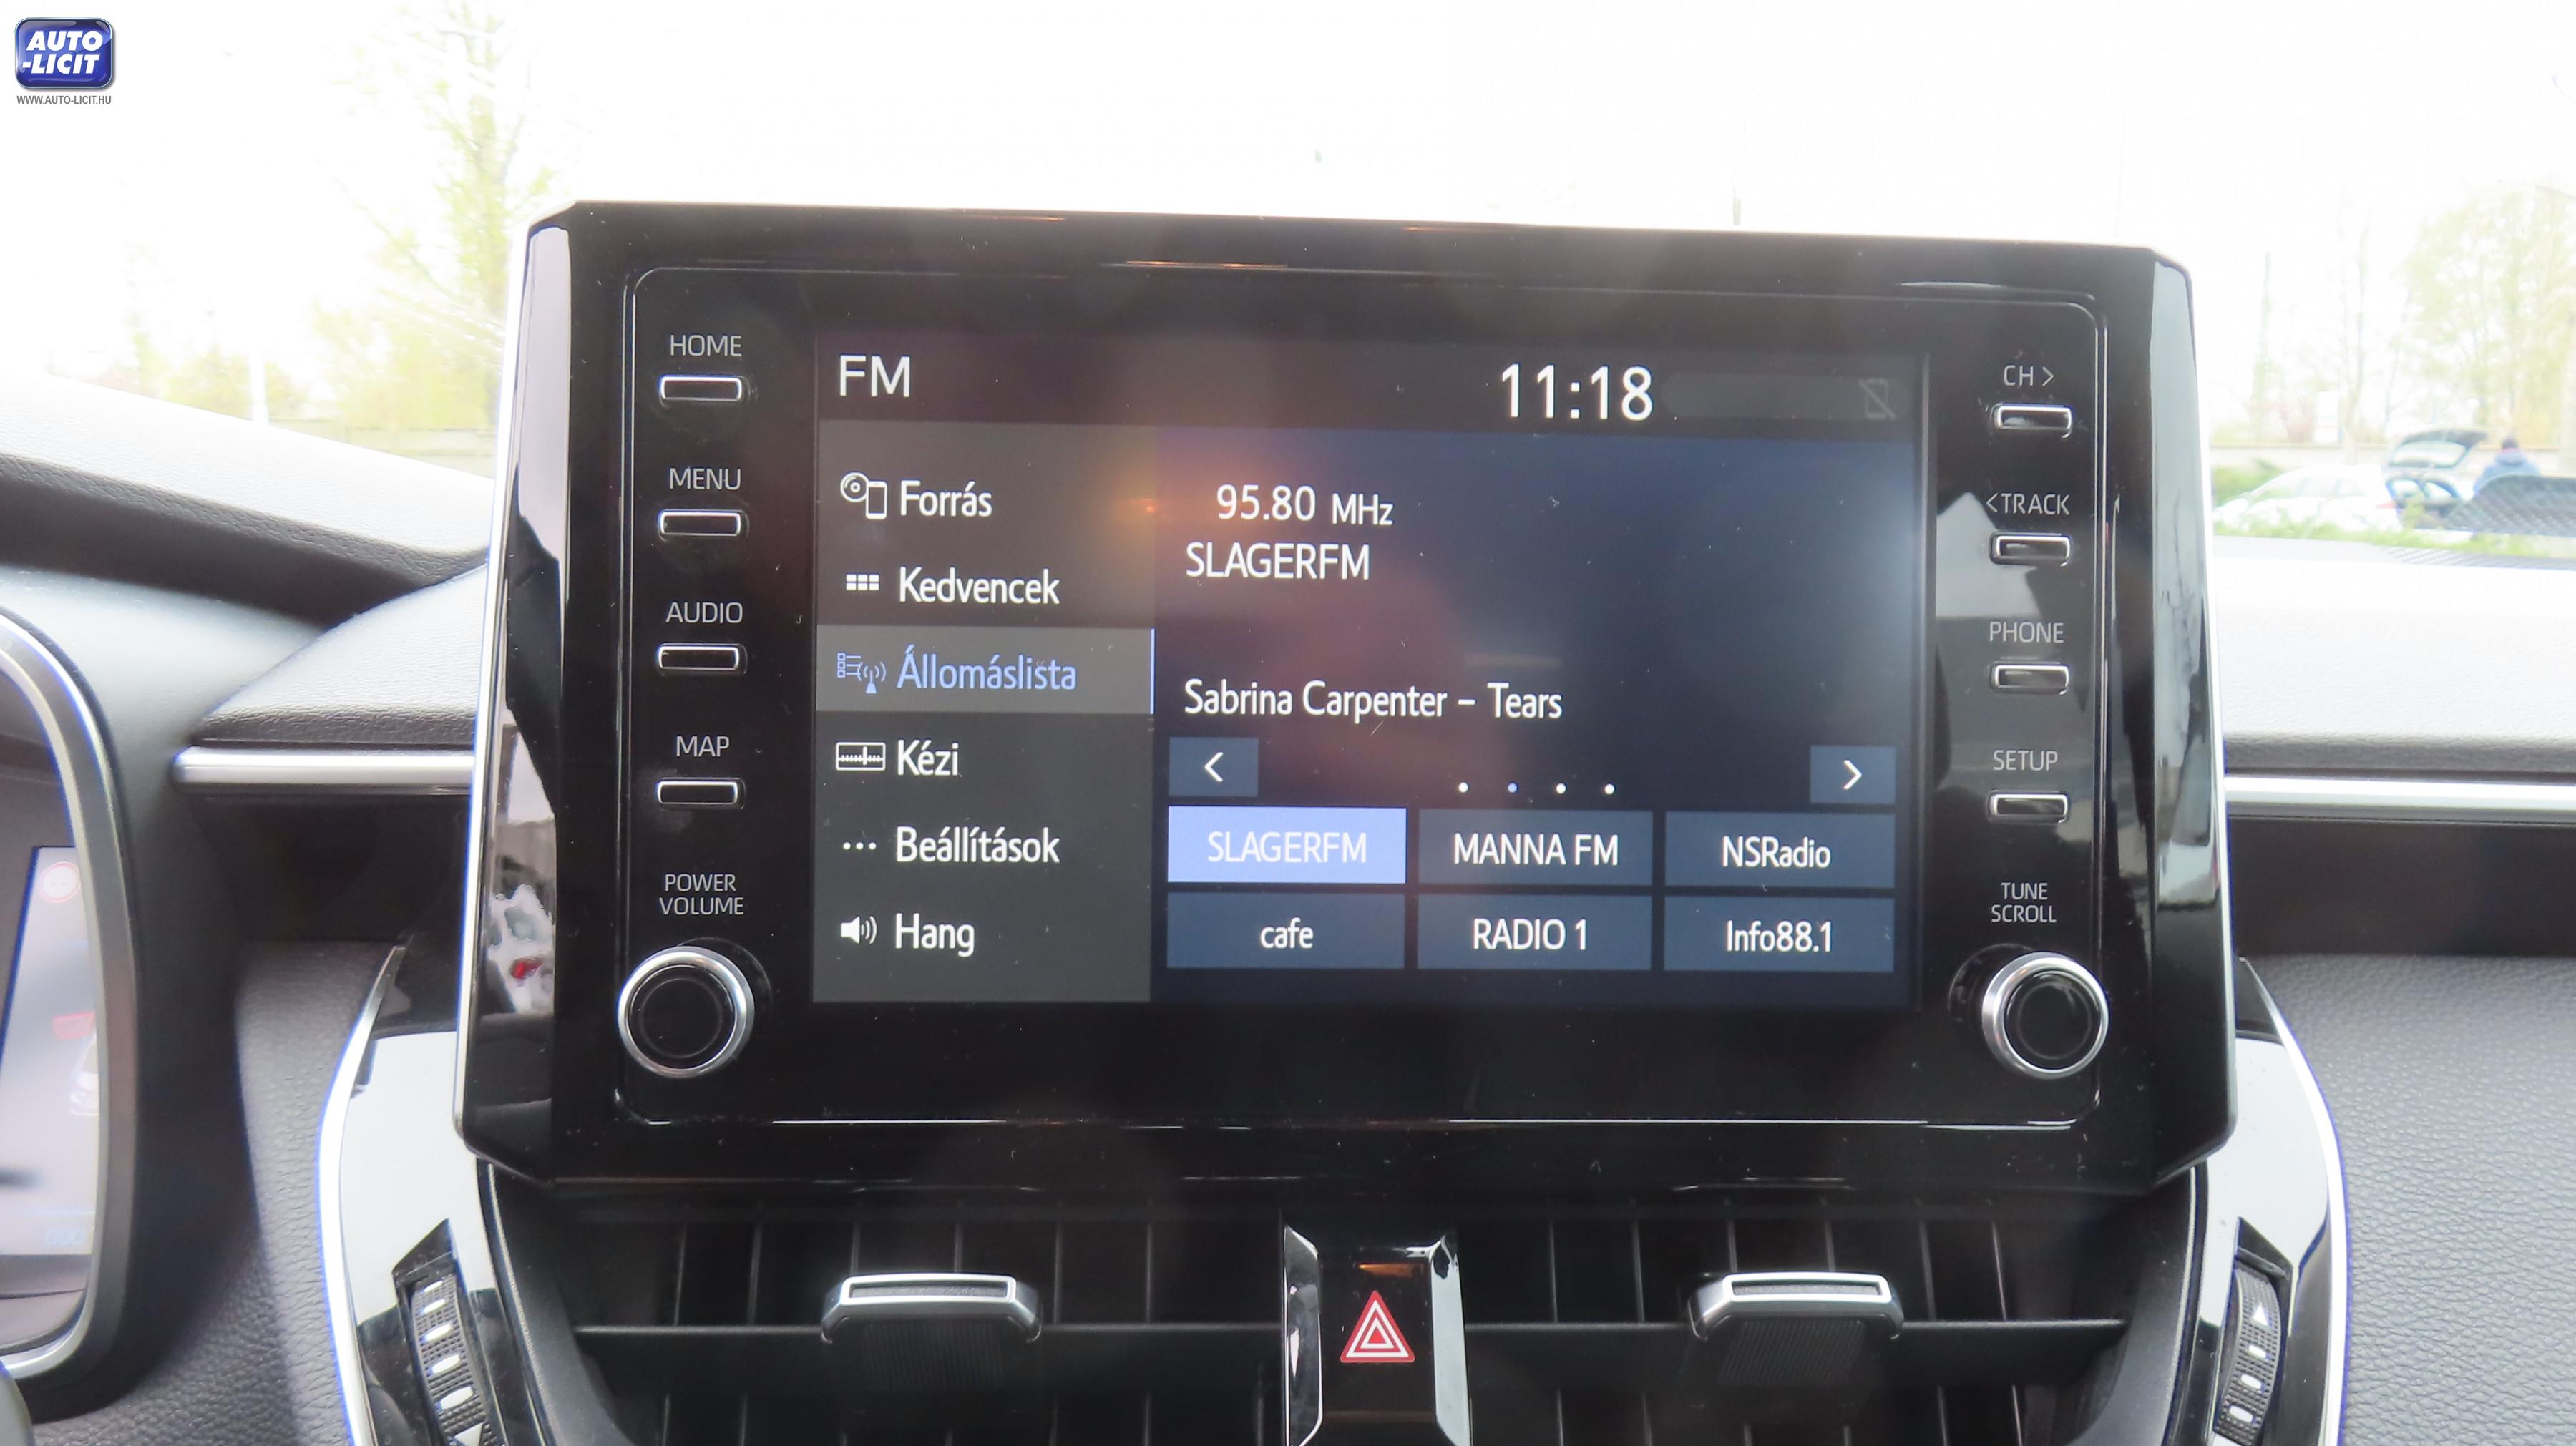 AUTO
-LICIT
WWW.AUTO-LICIT.HU
HOME
MENU
AUDIO
MAP
POWER
VOLUME
FM
11:18
Forrás
Kedvencek
Állomáslista
Kézi
Beállítások
Hang
95.80 MHz
SLAGERFM
Sabrina Carpenter – Tears
< >
SLAGERFM MANNA FM NSRadio
cafe RADIO 1 Info88.1
CH >
<TRACK
PHONE
SETUP
TUNE
SCROLL